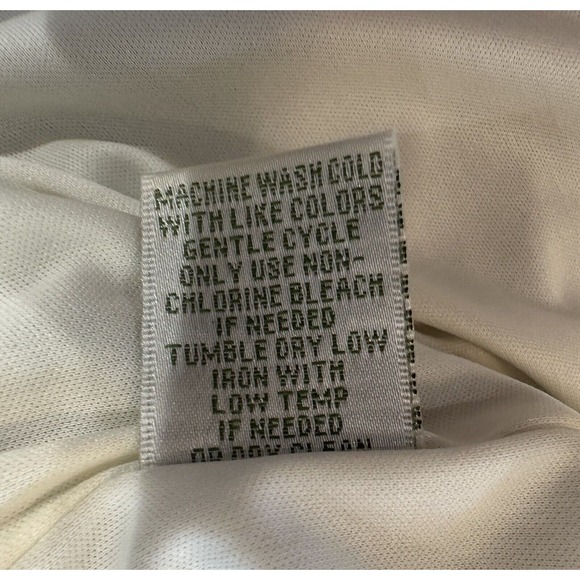 MACHINE WASH COLD
WITH LIKE COLORS
GENTLE CYCLE
ONLY USE NON-
CHLORINE BLEACH
IF NEEDED
TUMBLE DRY LOW
IRON WITH
LOW TEMP
IF NEEDED
OR DRY CLEAN